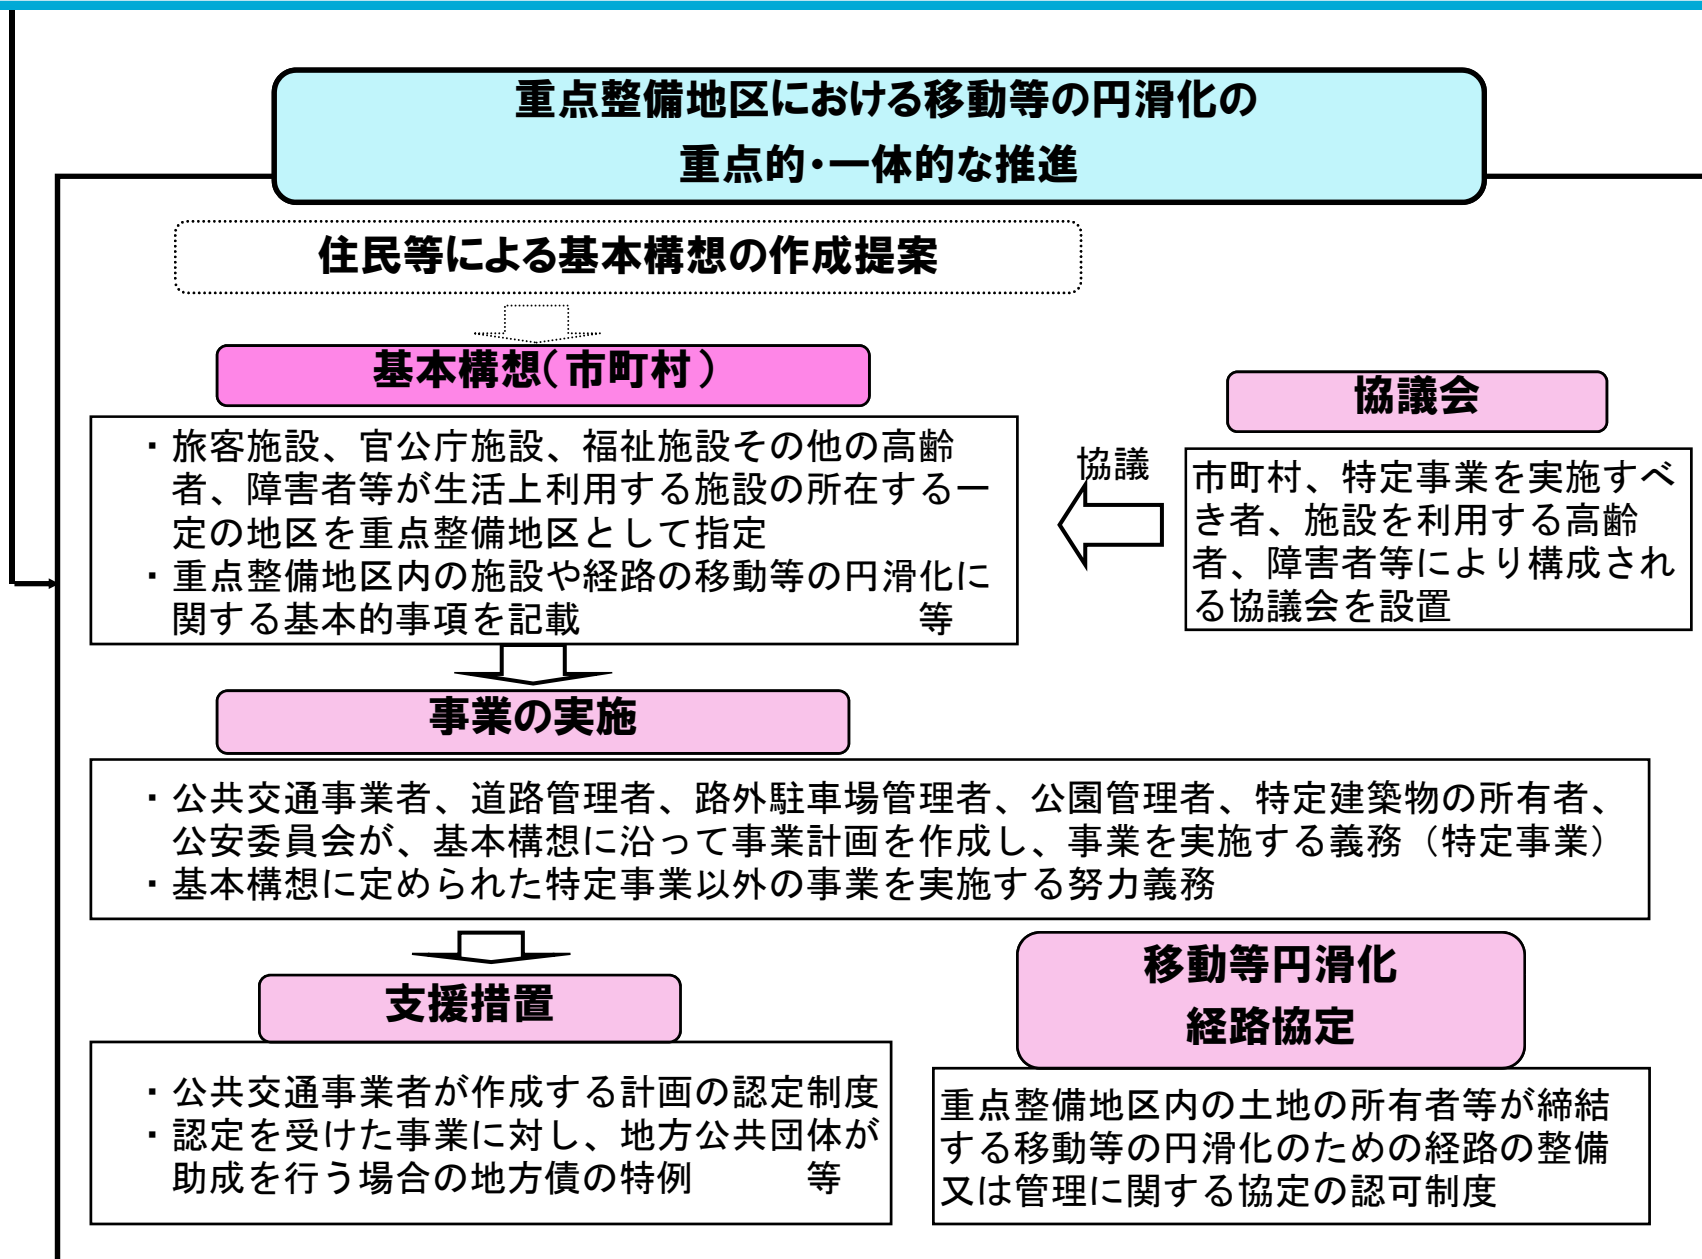 重点整備地区における移動等の円滑化の
重点的・一体的な推進
住民等による基本構想の作成提案
基本構想(市町村)
・旅客施設、官公庁施設、福祉施設その他の高齢
者、障害者等が生活上利用する施設の所在する一
定の地区を重点整備地区として指定
・重点整備地区内の施設や経路の移動等の円滑化に
関する基本的事項を記載 等
協議
協議会
市町村、特定事業を実施すべ
き者、施設を利用する高齢
者、障害者等により構成され
る協議会を設置
事業の実施
・公共交通事業者、道路管理者、路外駐車場管理者、公園管理者、特定建築物の所有者、
公安委員会が、基本構想に沿って事業計画を作成し、事業を実施する義務（特定事業）
・基本構想に定められた特定事業以外の事業を実施する努力義務
支援措置
・公共交通事業者が作成する計画の認定制度
・認定を受けた事業に対し、地方公共団体が
助成を行う場合の地方債の特例 等
移動等円滑化
経路協定
重点整備地区内の土地の所有者等が締結
する移動等の円滑化のための経路の整備
又は管理に関する協定の認可制度